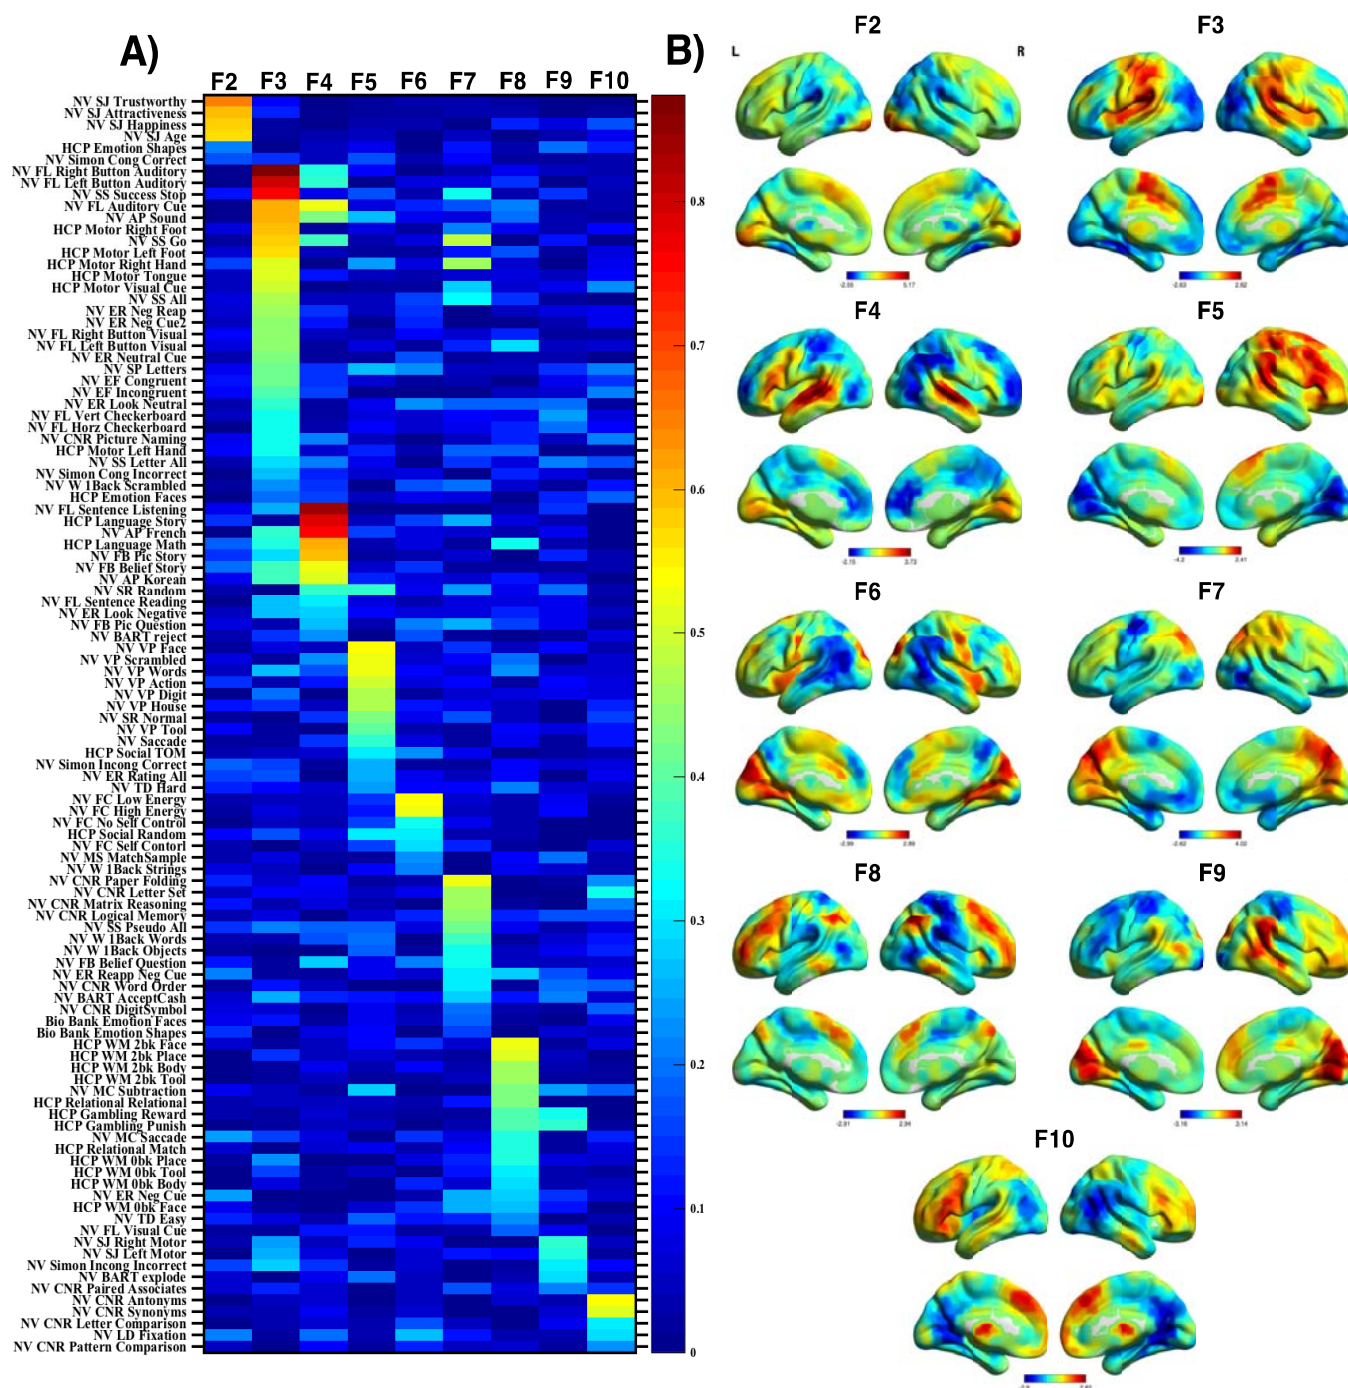 A)
F2 F3 F4 F5 F6 F7 F8 F9 F10
NV SJ Trustworthy
NV SJ Attractiveness
NV SJ Happiness
NV SJ Age
HCP Emotion Shapes
NV Simon Cong Correct
NV FL Right Button Auditory
NV FL Left Button Auditory
NV SS Success Stop
NV FL Auditory Cue
NV AP Sound
HCP Motor Right Foot
NV SS Go
HCP Motor Left Foot
HCP Motor Right Hand
HCP Motor Tongue
HCP Motor Visual Cue
NV SS All
NV ER Neg Reap
NV ER Neg Cue2
NV FL Right Button Visual
NV FL Left Button Visual
NV ER Neutral Cue
NV SP Letters
NV EF Congruent
NV EF Incongruent
NV ER Look Neutral
NV FL Vert Checkerboard
NV FL Horz Checkerboard
NV CNR Picture Naming
HCP Motor Left Hand
NV SS Letter All
NV Simon Cong Incorrect
NV W 1Back Scrambled
HCP Emotion Faces
NV FL Sentence Listening
HCP Language Story
NV AP French
HCP Language Math
NV FB Pic Story
NV FB Belief Story
NV AP Korean
NV SR Random
NV FL Sentence Reading
NV ER Look Negative
NV FB Pic Question
NV BART reject
NV VP Face
NV VP Scrambled
NV VP Words
NV VP Action
NV VP Digit
NV VP House
NV SR Normal
NV VP Tool
NV Saccade
HCP Social TOM
NV Simon Incong Correct
NV ER Rating All
NV TD Hard
NV FC Low Energy
NV FC High Energy
NV FC No Self Control
HCP Social Random
NV FC Self Contorl
NV MS MatchSample
NV W 1Back Strings
NV CNR Paper Folding
NV CNR Letter Set
NV CNR Matrix Reasoning
NV CNR Logical Memory
NV SS Pseudo All
NV W 1Back Words
NV W 1Back Objects
NV FB Belief Question
NV ER Reapp Neg Cue
NV CNR Word Order
NV BART AcceptCash
NV CNR DigitSymbol
Bio Bank Emotion Faces
Bio Bank Emotion Shapes
HCP WM 2bk Face
HCP WM 2bk Place
HCP WM 2bk Body
HCP WM 2bk Tool
NV MC Subtraction
HCP Relational Relational
HCP Gambling Reward
HCP Gambling Punish
NV MC Saccade
HCP Relational Match
HCP WM 0bk Place
HCP WM 0bk Tool
HCP WM 0bk Body
NV ER Neg Cue
HCP WM 0bk Face
NV TD Easy
NV FL Visual Cue
NV SJ Right Motor
NV SJ Left Motor
NV Simon Incong Incorrect
NV BART explode
NV CNR Paired Associates
NV CNR Antonyms
NV CNR Synonyms
NV CNR Letter Comparison
NV LD Fixation
NV CNR Pattern Comparison
0.8
0.7
0.6
0.5
0.4
0.3
0.2
0.1
0
B)
F2 F3
L R
5.17
F4 F5
F6 F7
F8 F9
3.14
F10